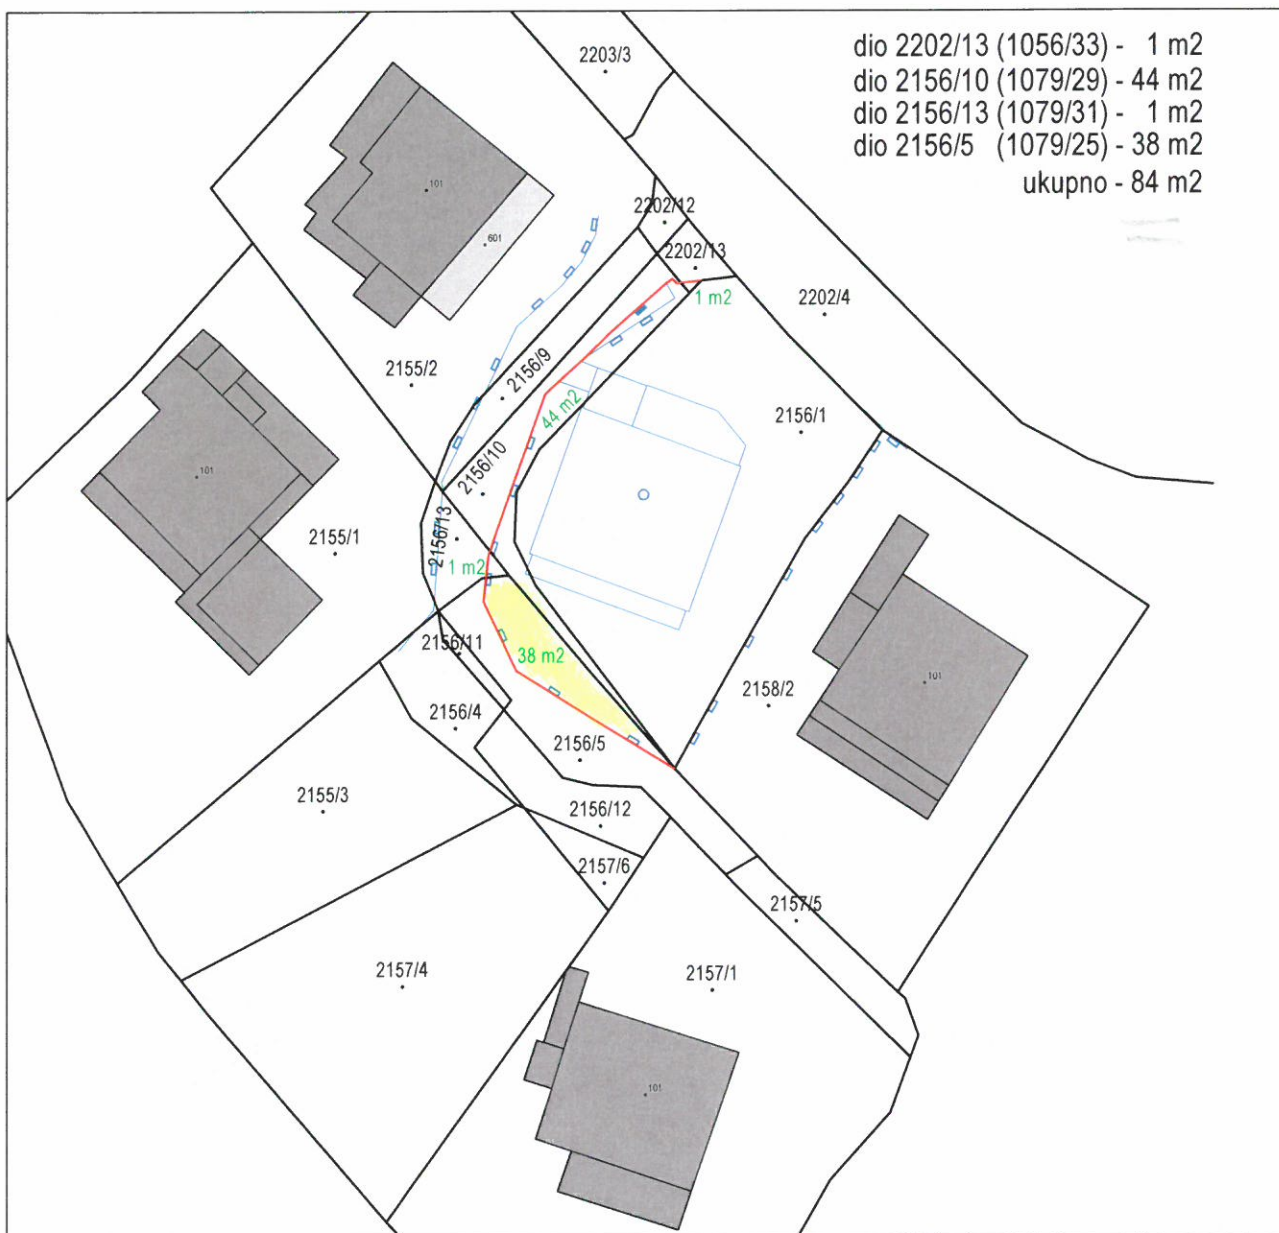 dio 2202/13 (1056/33) - 1 m2
dio 2156/10 (1079/29) - 44 m2
dio 2156/13 (1079/31) - 1 m2
dio 2156/5 (1079/25) - 38 m2
ukupno - 84 m2
2203/3
101
2202/12
601
2202/13
1 m2
2202/4
2155/2
2156/9
44 m2
2156/1
101
2156/10
2156/13
2155/1
1 m2
2156/11
38 m2
101
2158/2
2156/4
2156/5
2155/3
2156/12
2157/6
2157/5
2157/4
2157/1
101